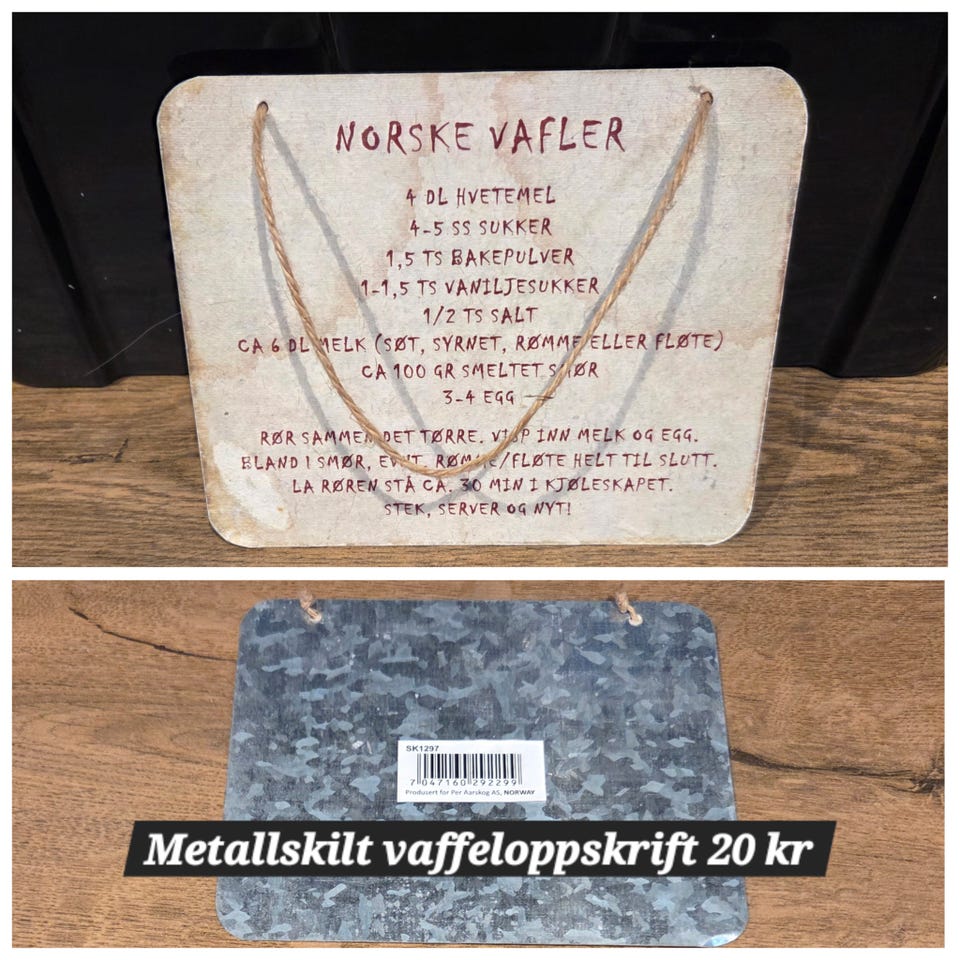 NORSKE VAFLER
4 DL HVETEMEL
4-5 SS SUKKER
1,5 TS BAKEPULVER
1-1,5 TS VANILJESUKKER
1/2 TS SALT
CA 6 DL MELK (SØT, SYRNET, RØMME ELLER FLØTE)
CA 100 GR SMELTET SMØR
3-4 EGG
RØR SAMMEN DET TØRRE. VISP INN MELK OG EGG.
BLAND I SMØR, EVNT. RØMME/FLØTE HELT TIL SLUTT.
LA RØREN STÅ CA. 30 MIN I KJØLESKAPET.
STEK, SERVER OG NYT!
SK1297
7 047160 292299
Produsert for Per Aarskog AS, NORWAY
Metallskilt vaffeloppskrift 20 kr